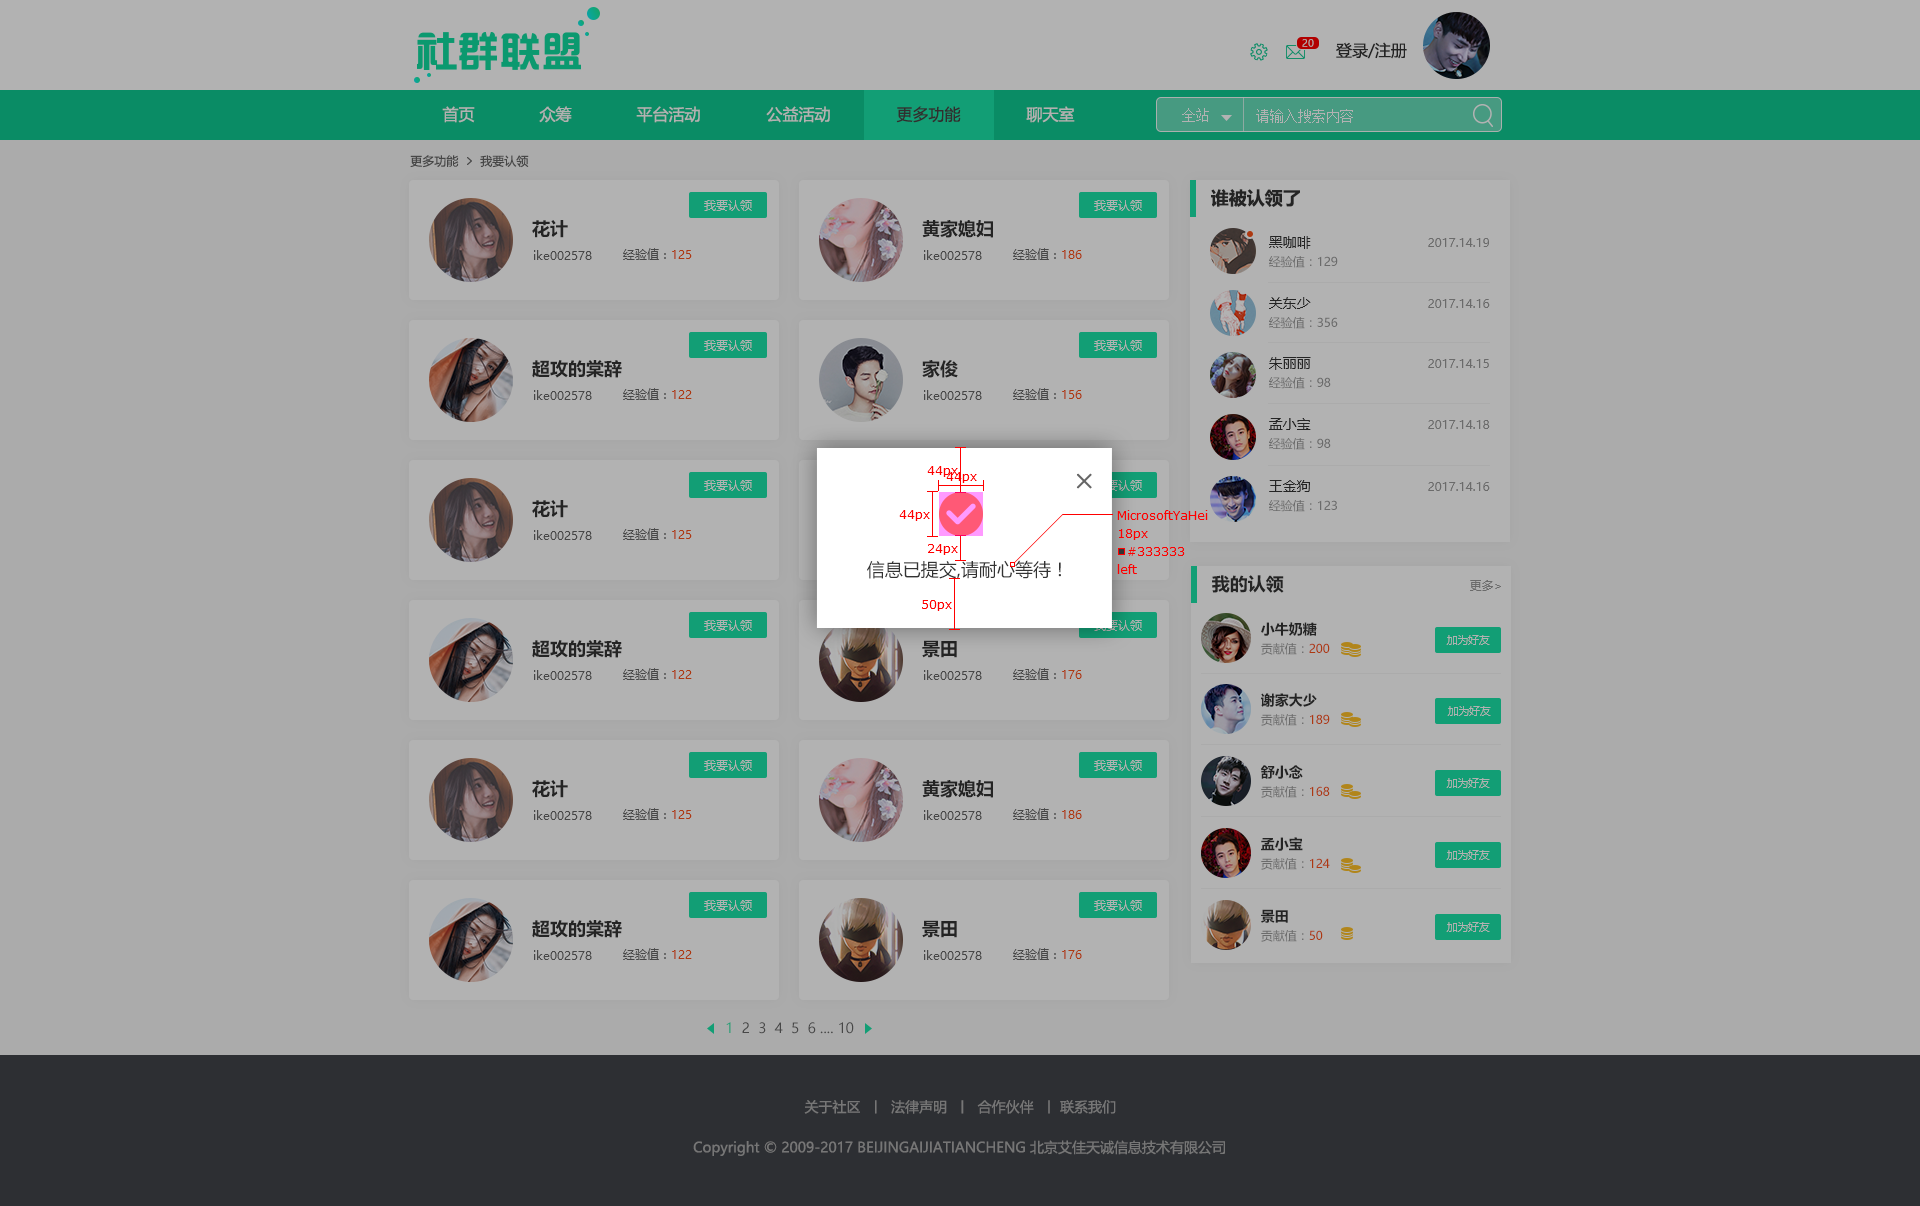 社群联盟
20
登录/注册
首页 众筹 平台活动 公益活动 更多功能 聊天室 全站 请输入搜索内容
更多功能 > 我要认领
我要认领
花计
ike002578 经验值：125
我要认领
黄家媳妇
ike002578 经验值：186
我要认领
超攻的棠辞
ike002578 经验值：122
我要认领
家俊
ike002578 经验值：156
我要认领
花计
ike002578 经验值：125
要认领
我要认领
超攻的棠辞
ike002578 经验值：122
要认领
景田
ike002578 经验值：176
我要认领
花计
ike002578 经验值：125
我要认领
黄家媳妇
ike002578 经验值：186
我要认领
超攻的棠辞
ike002578 经验值：122
我要认领
景田
ike002578 经验值：176
44px
44px
44px
24px
信息已提交,请耐心等待！
50px
MicrosoftYaHei
18px
#333333
left
谁被认领了
黑咖啡 2017.14.19
经验值：129
关东少 2017.14.16
经验值：356
朱丽丽 2017.14.15
经验值：98
孟小宝 2017.14.18
经验值：98
王金狗 2017.14.16
经验值：123
我的认领 更多>
小牛奶糖
贡献值：200 加为好友
谢家大少
贡献值：189 加为好友
舒小念
贡献值：168 加为好友
孟小宝
贡献值：124 加为好友
景田
贡献值：50 加为好友
1 2 3 4 5 6 .... 10
关于社区 | 法律声明 | 合作伙伴 | 联系我们
Copyright © 2009-2017 BEIJINGAIJIATIANCHENG 北京艾佳天诚信息技术有限公司